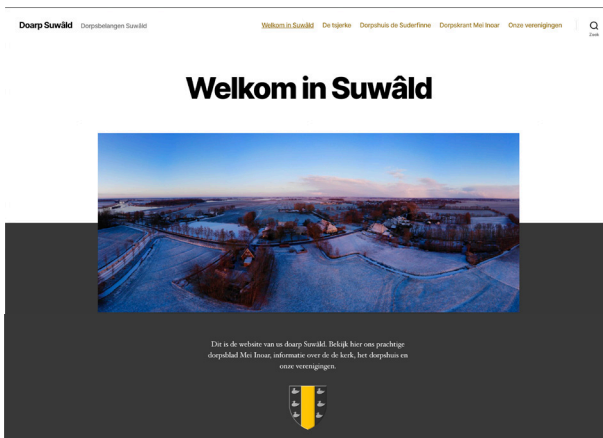 Doarp Suwâld Dorpsbelangen Suwâld
Welkom in Suwâld De tsjerke Dorpshuis de Suderfinne Dorpskrant Mei Inoar Onze verenigingen
Zoek
Welkom in Suwâld
Dit is de website van us doarp Suwâld. Bekijk hier ons prachtige
dorpsblad Mei Inoar, informatie over de de kerk, het dorpshuis en
onze verenigingen.